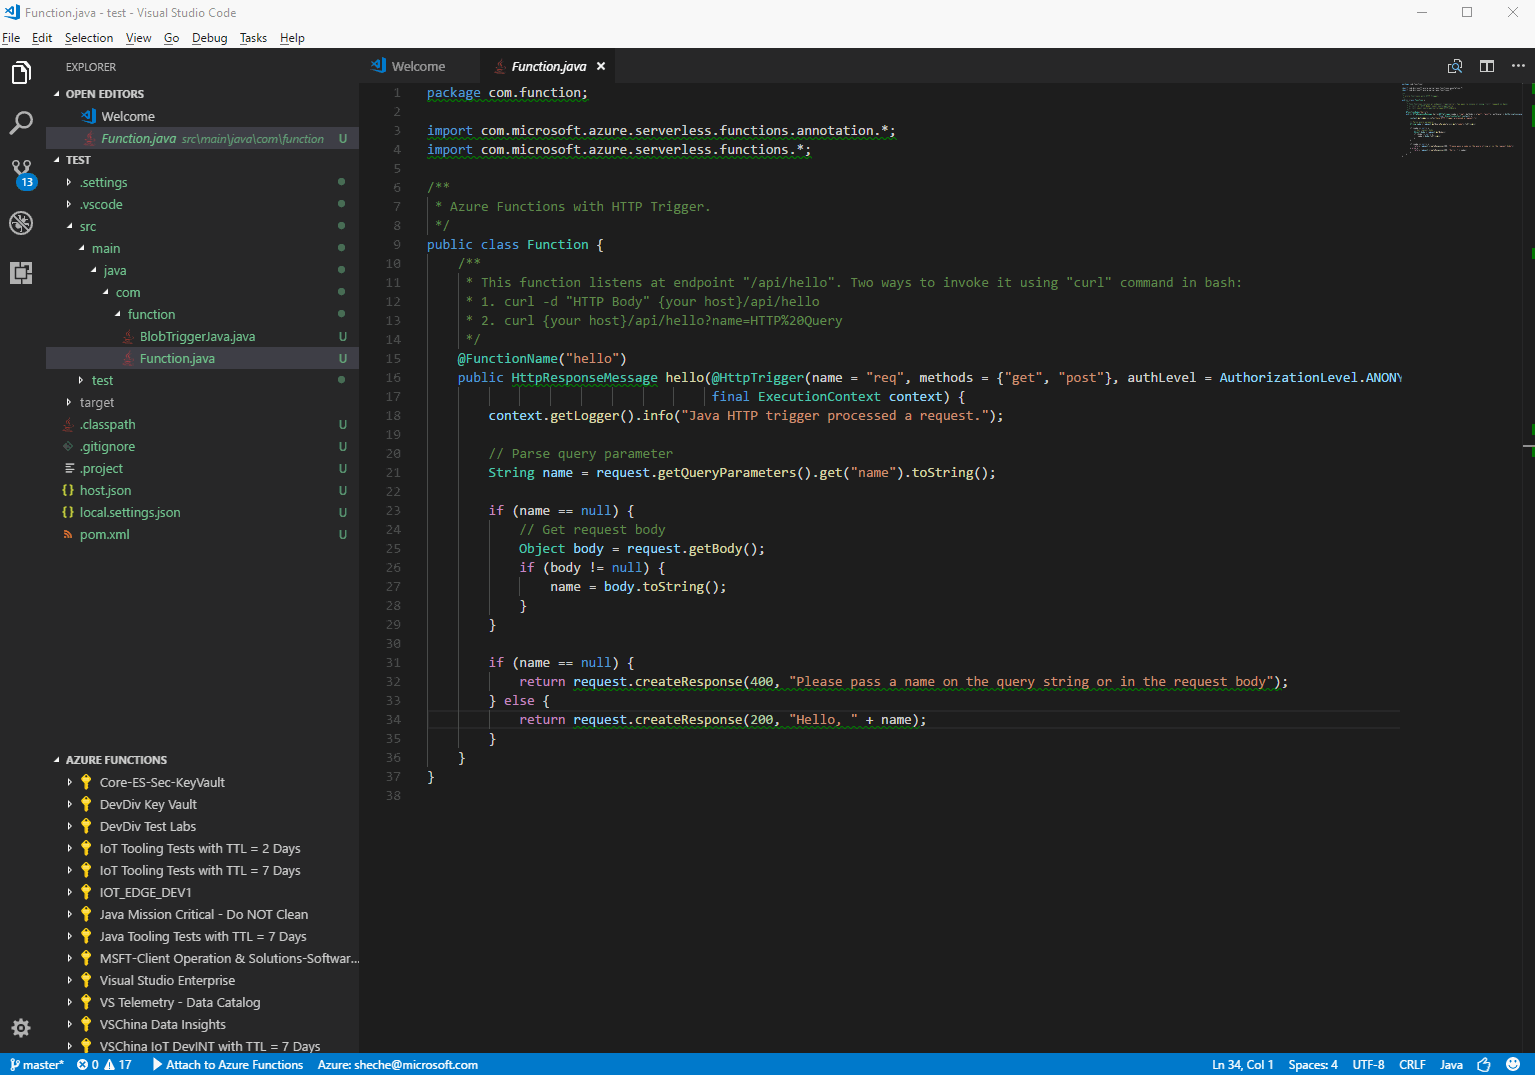 Function.java - test - Visual Studio Code
File Edit Selection View Go Debug Tasks Help
EXPLORER
OPEN EDITORS
Welcome
Function.java src\main\java\com\function U
13
TEST
.settings
.vscode
src
main
java
com
function
BlobTriggerJava.java U
Function.java U
test
target
.classpath U
.gitignore U
.project U
{} host.json U
{} local.settings.json U
pom.xml U
AZURE FUNCTIONS
Core-ES-Sec-KeyVault
DevDiv Key Vault
DevDiv Test Labs
IoT Tooling Tests with TTL = 2 Days
IoT Tooling Tests with TTL = 7 Days
IOT_EDGE_DEV1
Java Mission Critical - Do NOT Clean
Java Tooling Tests with TTL = 7 Days
MSFT-Client Operation & Solutions-Softwar...
Visual Studio Enterprise
VS Telemetry - Data Catalog
VSChina Data Insights
VSChina IoT DevINT with TTL = 7 Days
Welcome Function.java ×
1 package com.function;
2
3 import com.microsoft.azure.serverless.functions.annotation.*;
4 import com.microsoft.azure.serverless.functions.*;
5
6 /**
7  * Azure Functions with HTTP Trigger.
8  */
9 public class Function {
10     /**
11      * This function listens at endpoint "/api/hello". Two ways to invoke it using "curl" command in bash:
12      * 1. curl -d "HTTP Body" {your host}/api/hello
13      * 2. curl {your host}/api/hello?name=HTTP%20Query
14      */
15     @FunctionName("hello")
16     public HttpResponseMessage hello(@HttpTrigger(name = "req", methods = {"get", "post"}, authLevel = AuthorizationLevel.ANONY
17                                      final ExecutionContext context) {
18         context.getLogger().info("Java HTTP trigger processed a request.");
19
20         // Parse query parameter
21         String name = request.getQueryParameters().get("name").toString();
22
23         if (name == null) {
24             // Get request body
25             Object body = request.getBody();
26             if (body != null) {
27                 name = body.toString();
28             }
29         }
30
31         if (name == null) {
32             return request.createResponse(400, "Please pass a name on the query string or in the request body");
33         } else {
34             return request.createResponse(200, "Hello, " + name);
35         }
36     }
37 }
38
master* 0 17 Attach to Azure Functions Azure: sheche@microsoft.com Ln 34, Col 1 Spaces: 4 UTF-8 CRLF Java